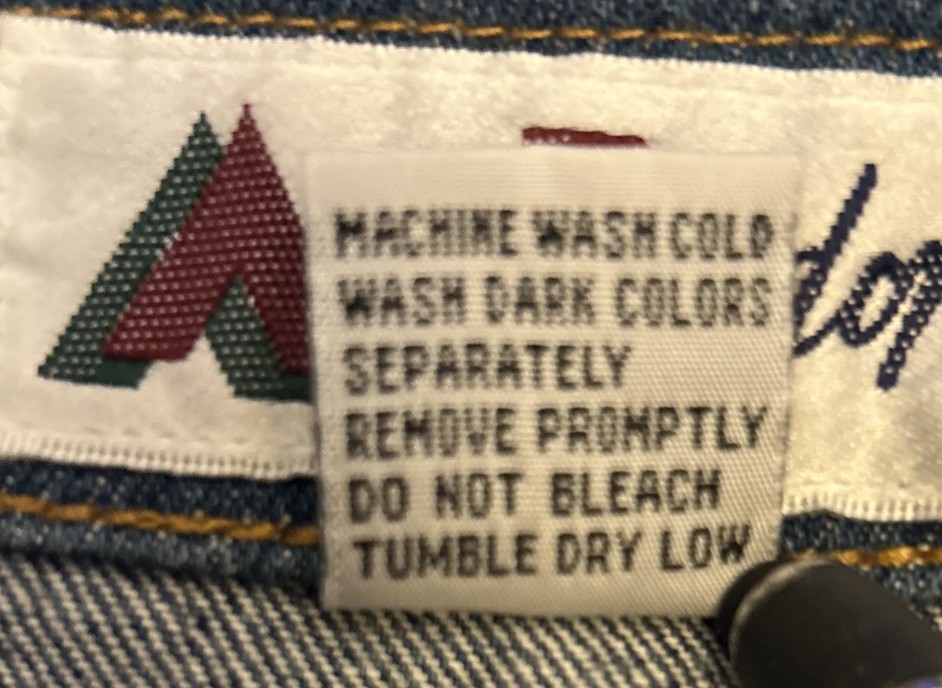 MACHINE WASH COLD
WASH DARK COLORS
SEPARATELY
REMOVE PROMPTLY
DO NOT BLEACH
TUMBLE DRY LOW